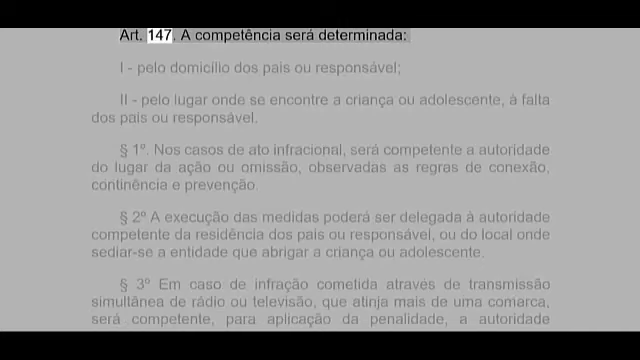 Art. 147. A competência será determinada:
I - pelo domicílio dos pais ou responsável;
II - pelo lugar onde se encontre a criança ou adolescente, à falta
dos pais ou responsável.
§ 1º. Nos casos de ato infracional, será competente a autoridade
do lugar da ação ou omissão, observadas as regras de conexão,
continência e prevenção.
§ 2º A execução das medidas poderá ser delegada à autoridade
competente da residência dos pais ou responsável, ou do local onde
sediar-se a entidade que abrigar a criança ou adolescente.
§ 3º Em caso de infração cometida através de transmissão
simultânea de rádio ou televisão, que atinja mais de uma comarca,
será competente, para aplicação da penalidade, a autoridade